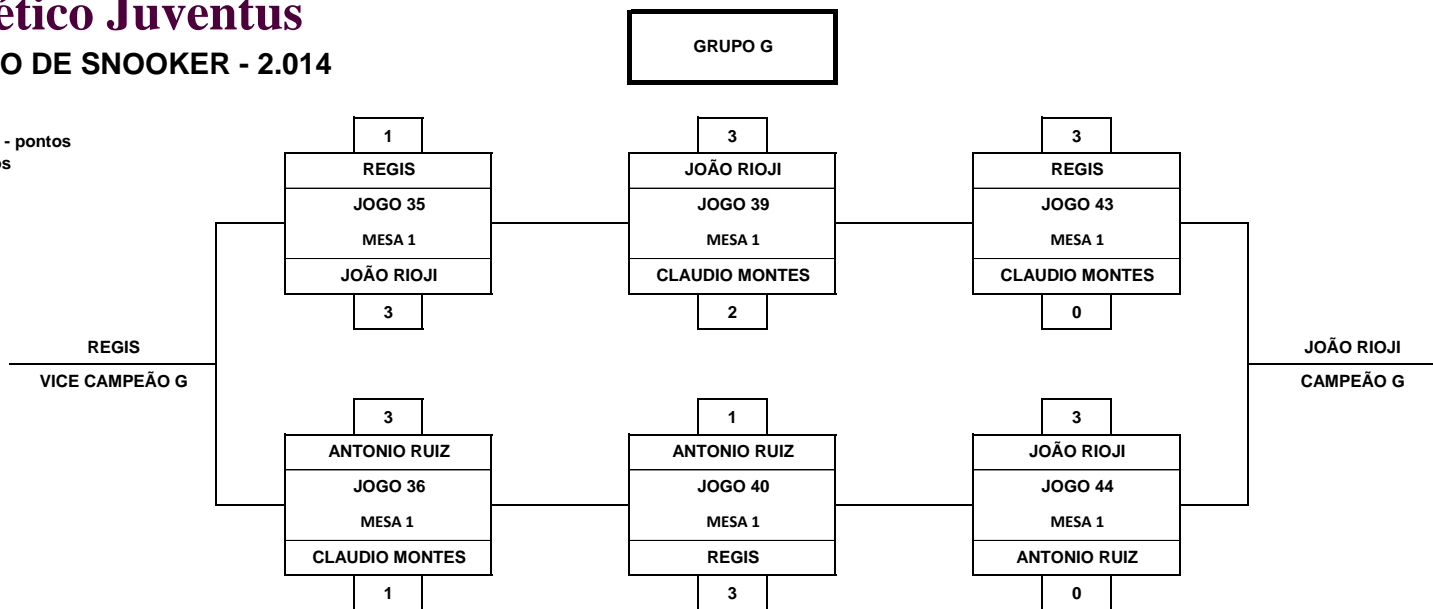 ético Juventus
O DE SNOOKER - 2.014
GRUPO G
- pontos
os
1
REGIS
JOGO 35
MESA 1
JOÃO RIOJI
3
3
JOÃO RIOJI
JOGO 39
MESA 1
CLAUDIO MONTES
2
3
REGIS
JOGO 43
MESA 1
CLAUDIO MONTES
0
REGIS
VICE CAMPEÃO G
JOÃO RIOJI
CAMPEÃO G
3
ANTONIO RUIZ
JOGO 36
MESA 1
CLAUDIO MONTES
1
1
ANTONIO RUIZ
JOGO 40
MESA 1
REGIS
3
3
JOÃO RIOJI
JOGO 44
MESA 1
ANTONIO RUIZ
0